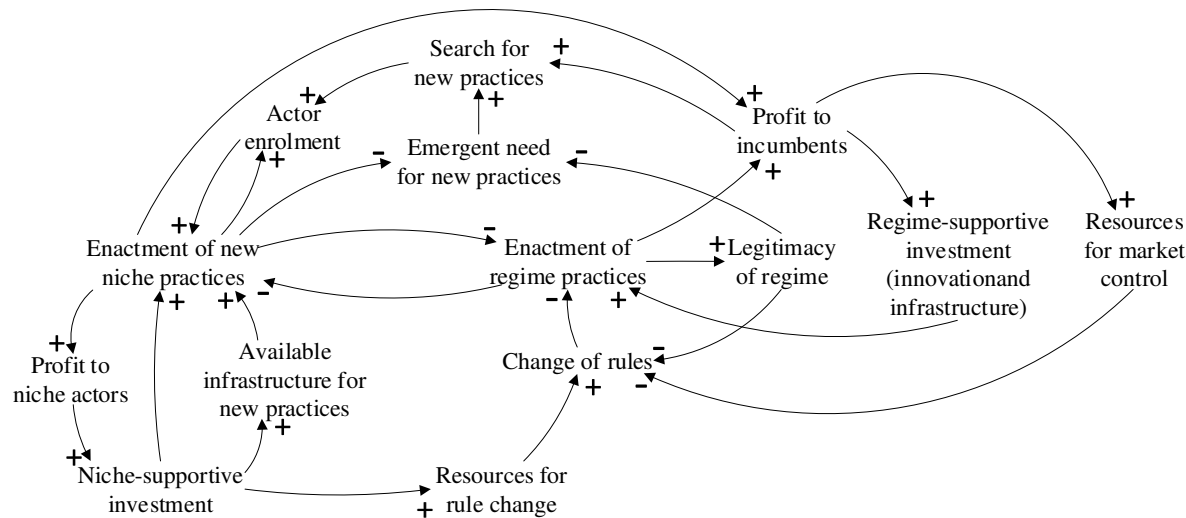 Search for
new practices
Actor
enrolment
Emergent need
for new practices
Profit to
incumbents
Enactment of new
niche practices
Enactment of
regime practices
Legitimacy
of regime
Regime-supportive
investment
(innovationand
infrastructure)
Resources
for market
control
Profit to
niche actors
Available
infrastructure for
new practices
Change of rules
Niche-supportive
investment
Resources for
rule change
+
+
+
+
+
-
-
+
+
+
+
+
-
-
+
+
+
-
-
+
+
-
+
-
+
+
+
+